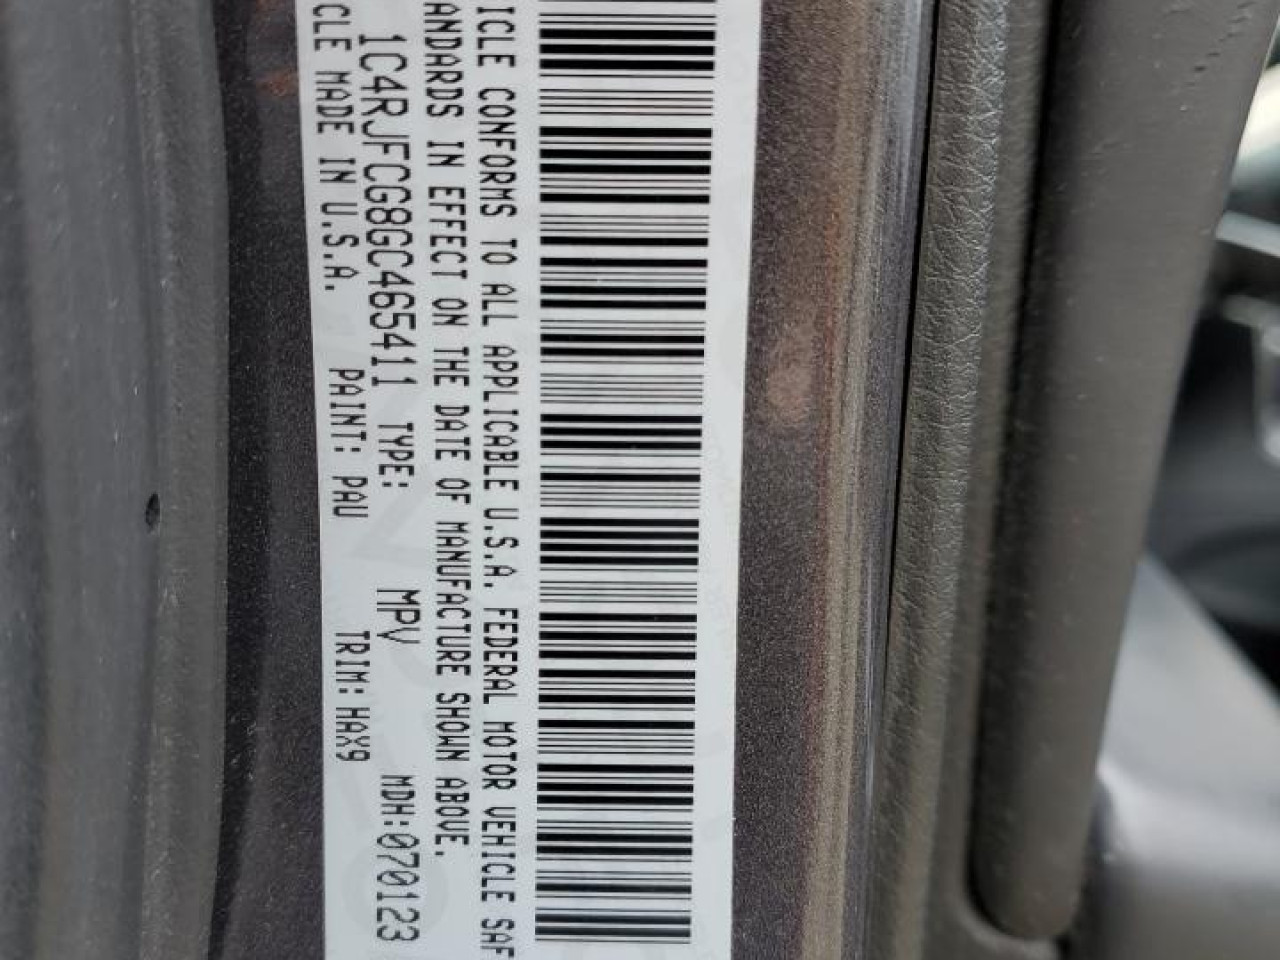 ICLE CONFORMS TO ALL APPLICABLE U.S.A. FEDERAL MOTOR VEHICLE SAF
ANDARDS IN EFFECT ON THE DATE OF MANUFACTURE SHOWN ABOVE.
1C4RJFCG8GC465411 TYPE: MPV MDH:070123
CLE MADE IN U.S.A. PAINT: PAU TRIM: HAX9